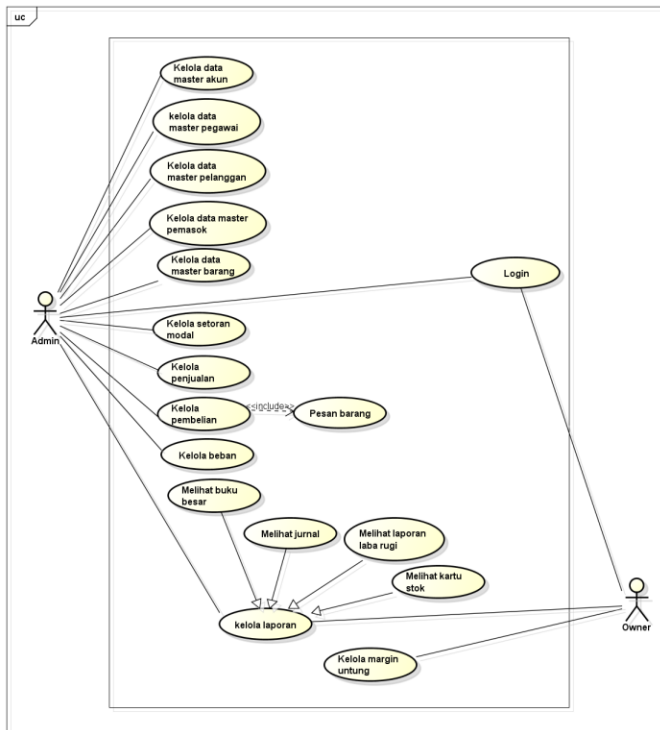 uc
Kelola data
master akun
kelola data
master pegawai
Kelola data
master pelanggan
Kelola data master
pemasok
Kelola data
master barang
Login
Admin
Kelola setoran
modal
Kelola
penjualan
Kelola
pembelian
<<include>>
Pesan barang
Kelola beban
Melihat buku
besar
Melihat jurnal
Melihat laporan
laba rugi
Melihat kartu
stok
kelola laporan
Owner
Kelola margin
untung